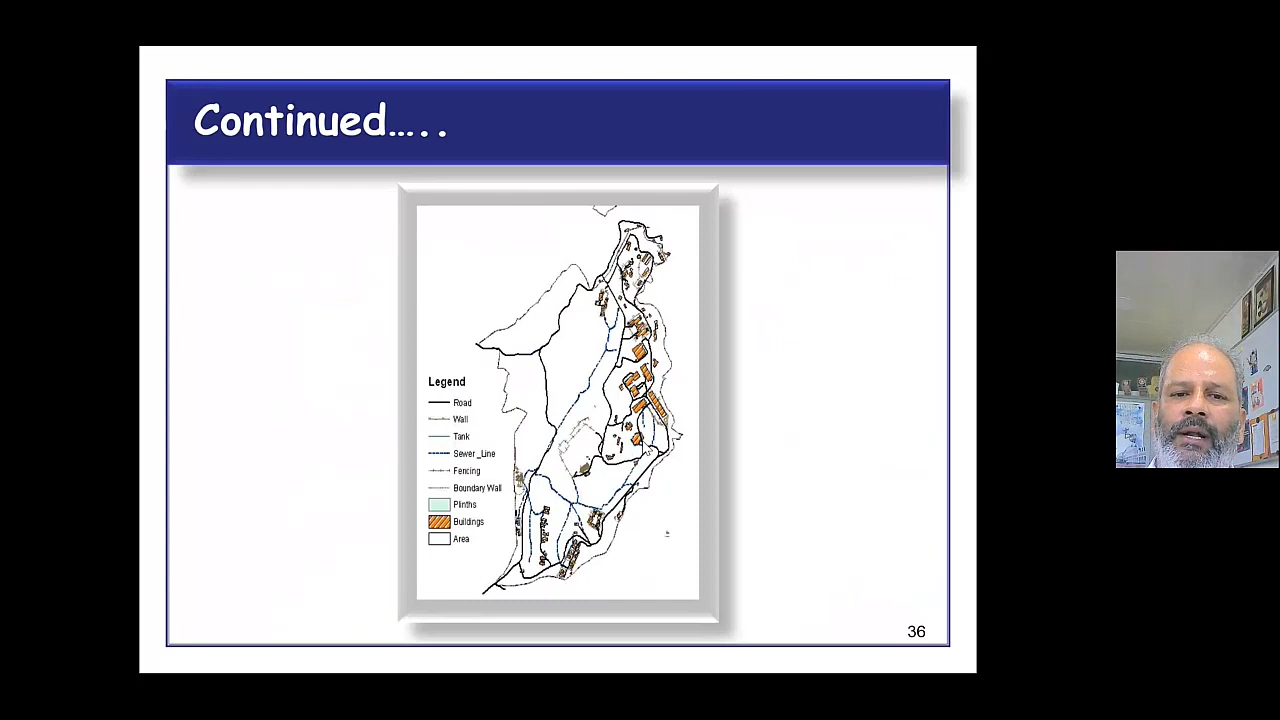 Continued.....
Legend
Road
Wall
Tank
Sewer_Line
Fencing
Boundary Wall
Plinths
Buildings
Area
36